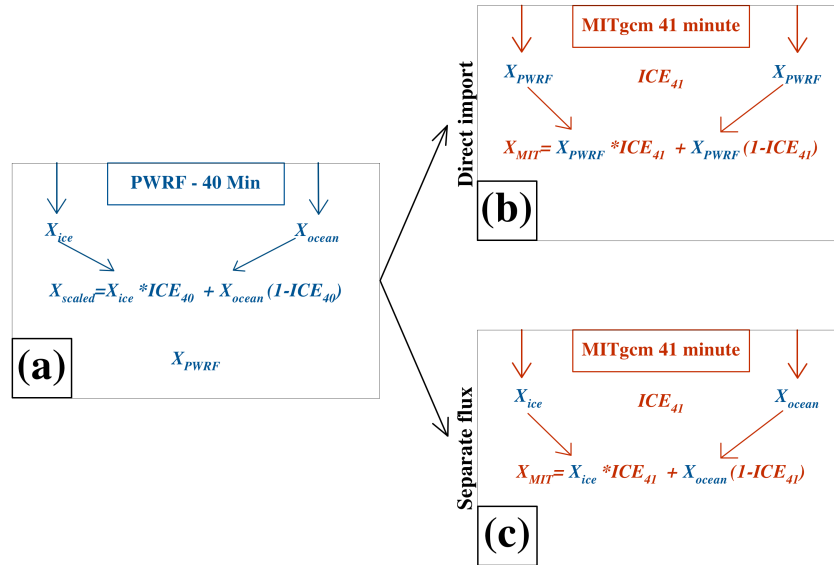 PWRF - 40 Min
X_ice
X_ocean
X_scaled=X_ice *ICE_40 + X_ocean (1-ICE_40)
(a)
X_PWRF
Direct import
MITgcm 41 minute
X_PWRF
ICE_41
X_PWRF
X_MIT= X_PWRF *ICE_41 + X_PWRF (1-ICE_41)
(b)
Separate flux
MITgcm 41 minute
X_ice
ICE_41
X_ocean
X_MIT= X_ice *ICE_41 + X_ocean (1-ICE_41)
(c)